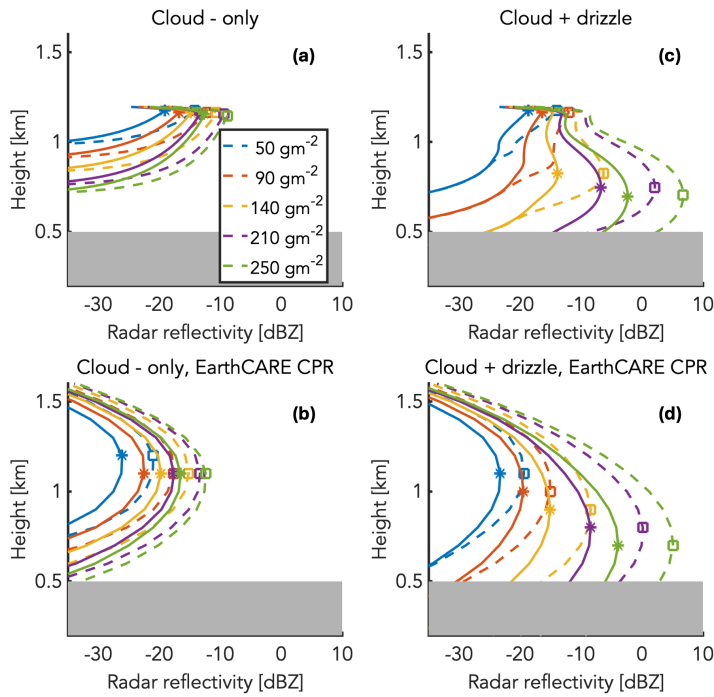 Cloud - only
(a)
1.5
1
0.5
Height [km]
-30 -20 -10 0 10
Radar reflectivity [dBZ]
50 gm-2
90 gm-2
140 gm-2
210 gm-2
250 gm-2
Cloud + drizzle
(c)
1.5
1
0.5
Height [km]
-30 -20 -10 0 10
Radar reflectivity [dBZ]
Cloud - only, EarthCARE CPR
(b)
1.5
1
0.5
Height [km]
-30 -20 -10 0 10
Radar reflectivity [dBZ]
Cloud + drizzle, EarthCARE CPR
(d)
1.5
1
0.5
Height [km]
-30 -20 -10 0 10
Radar reflectivity [dBZ]